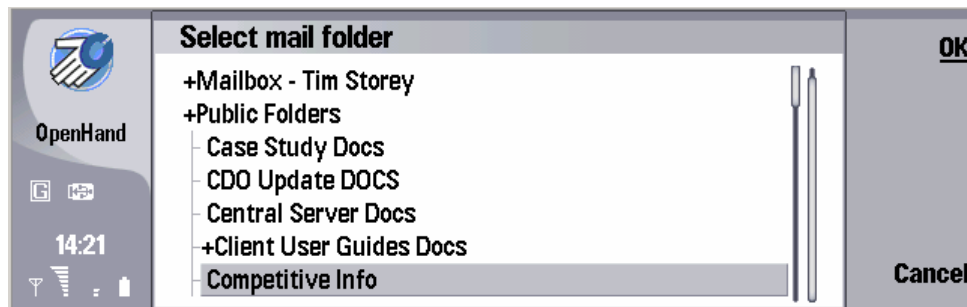 Select mail folder
+Mailbox - Tim Storey
+Public Folders
Case Study Docs
CDO Update DOCS
Central Server Docs
+Client User Guides Docs
Competitive Info
OpenHand
G
14:21
OK
Cancel